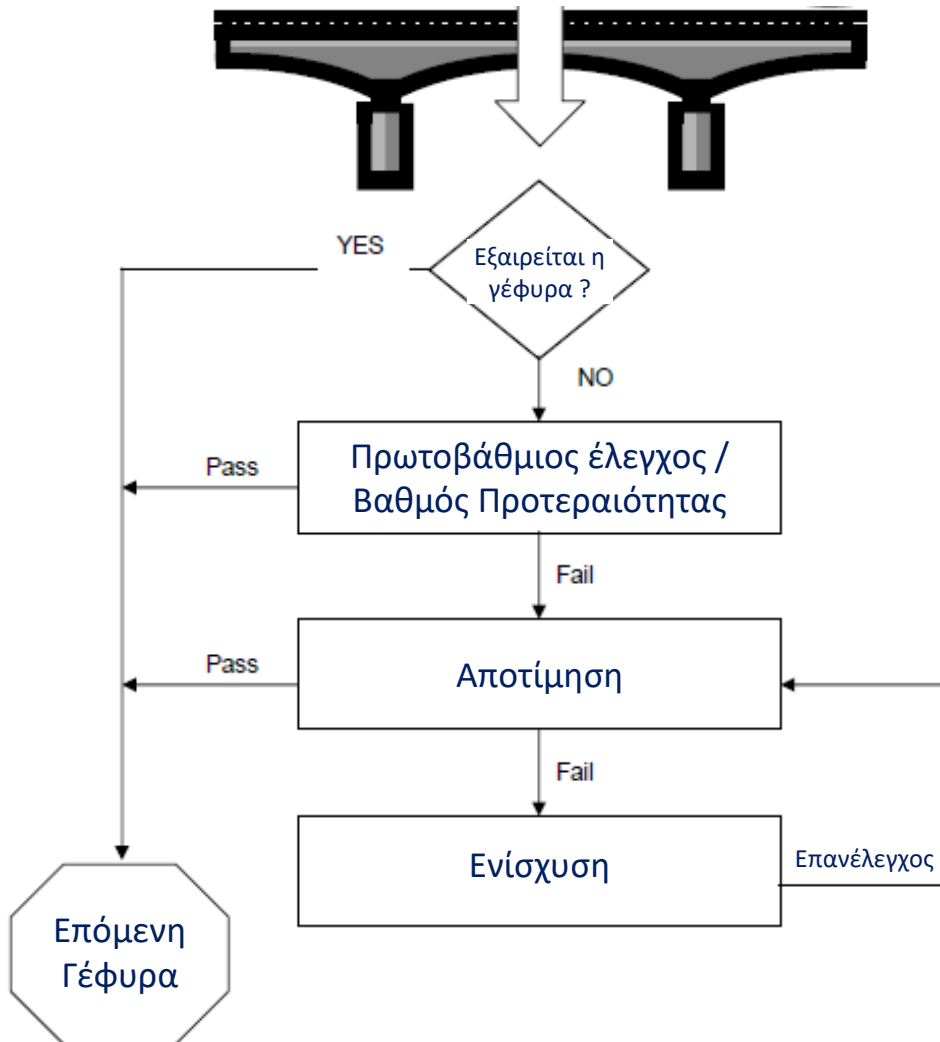 YES
Εξαιρείται η
γέφυρα ?
NO
Πρωτοβάθμιος έλεγχος /
Βαθμός Προτεραιότητας
Pass
Fail
Αποτίμηση
Pass
Fail
Ενίσχυση
Επανέλεγχος
Επόμενη
Γέφυρα